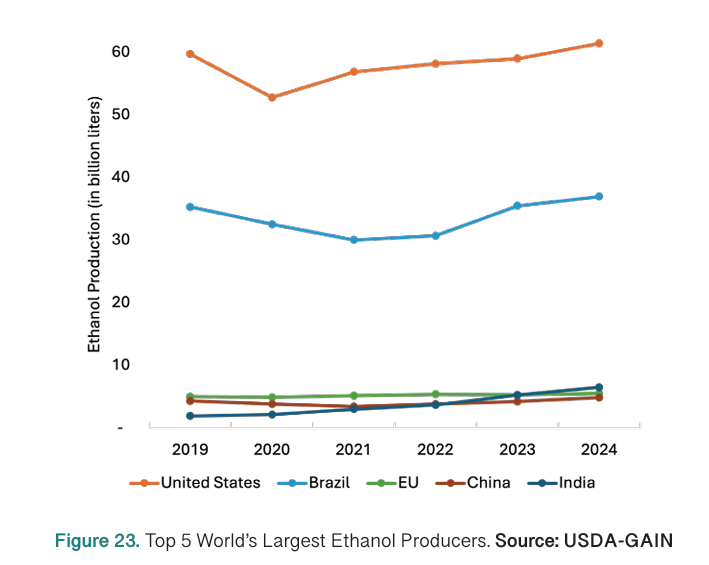 Ethanol Production (in billion liters)
60
50
40
30
20
10
-
2019 2020 2021 2022 2023 2024
United States Brazil EU China India
Figure 23. Top 5 World’s Largest Ethanol Producers. Source: USDA-GAIN